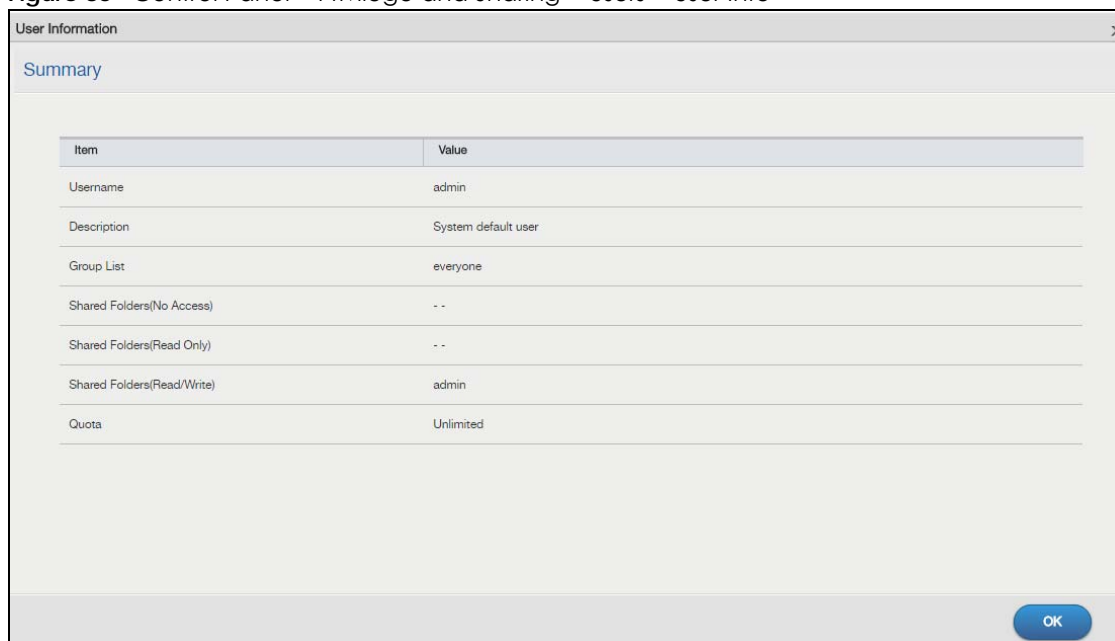 User Information
Summary
Item Value
Username admin
Description System default user
Group List everyone
Shared Folders(No Access) - -
Shared Folders(Read Only) - -
Shared Folders(Read/Write) admin
Quota Unlimited
OK